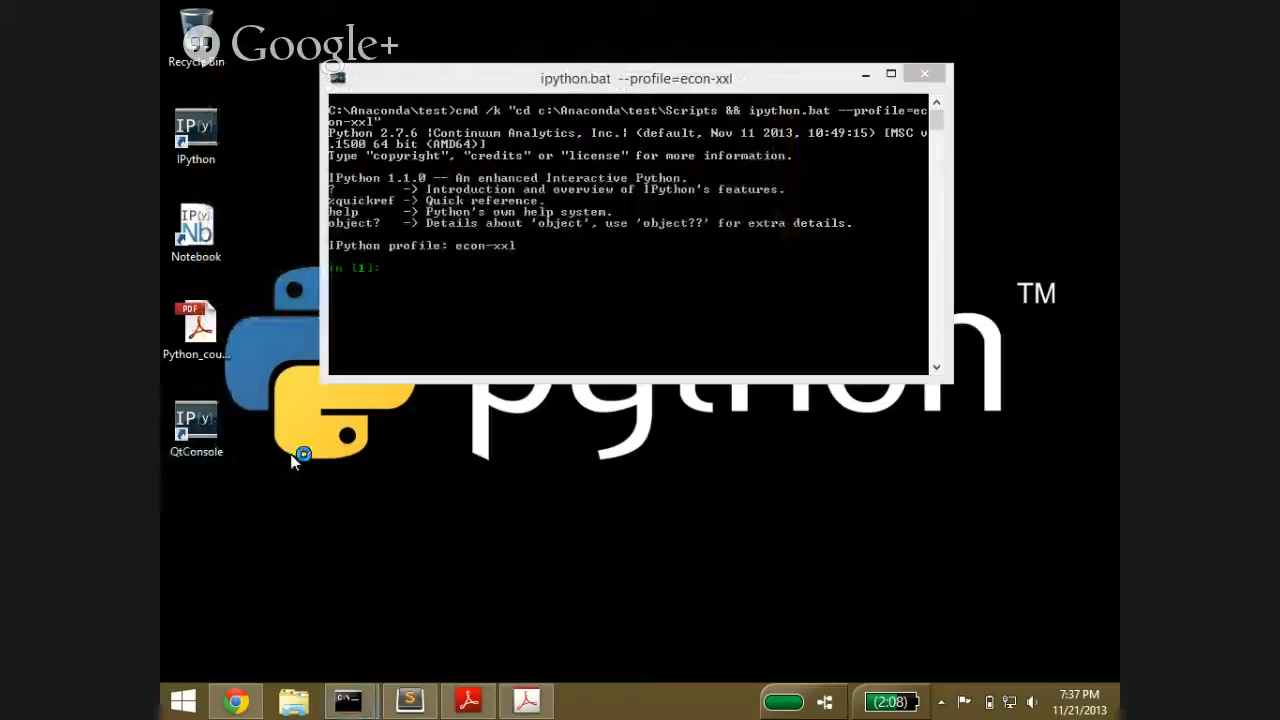 Google+
Recycle Bin
ipython.bat --profile=econ-xxl
C:\Anaconda\test>cmd /k "cd c:\Anaconda\test\Scripts && ipython.bat --profile=ec
on-xxl"
Python 2.7.6 |Continuum Analytics, Inc.| (default, Nov 11 2013, 10:49:15) [MSC v
.1500 64 bit (AMD64)]
Type "copyright", "credits" or "license" for more information.
IPython 1.1.0 -- An enhanced Interactive Python.
?         -> Introduction and overview of IPython's features.
%quickref -> Quick reference.
help      -> Python's own help system.
object?   -> Details about 'object', use 'object??' for extra details.
IPython profile: econ-xxl
In [1]:
IP[y]
IPython
IP[y]
Nb
Notebook
PDF
Python_cou...
IP[y]
QtConsole
python
TM
C:\_
S
(2:08)
7:37 PM
11/21/2013